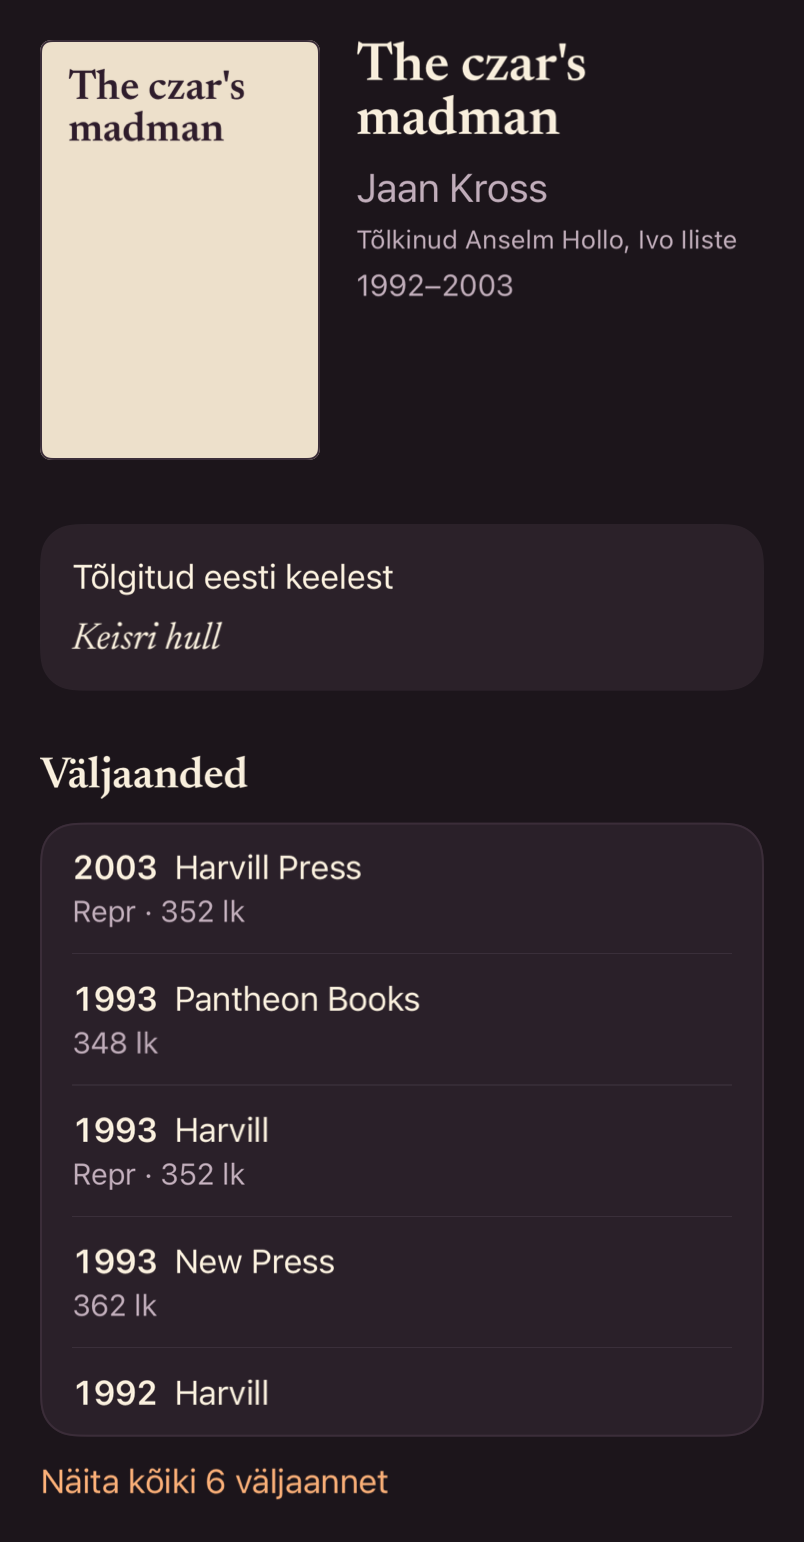 The czar's
madman
The czar's
madman
Jaan Kross
Tõlkinud Anselm Hollo, Ivo Iliste
1992–2003
Tõlgitud eesti keelest
Keisri hull
Väljaanded
2003 Harvill Press
Repr · 352 lk
1993 Pantheon Books
348 lk
1993 Harvill
Repr · 352 lk
1993 New Press
362 lk
1992 Harvill
Näita kõiki 6 väljaannet